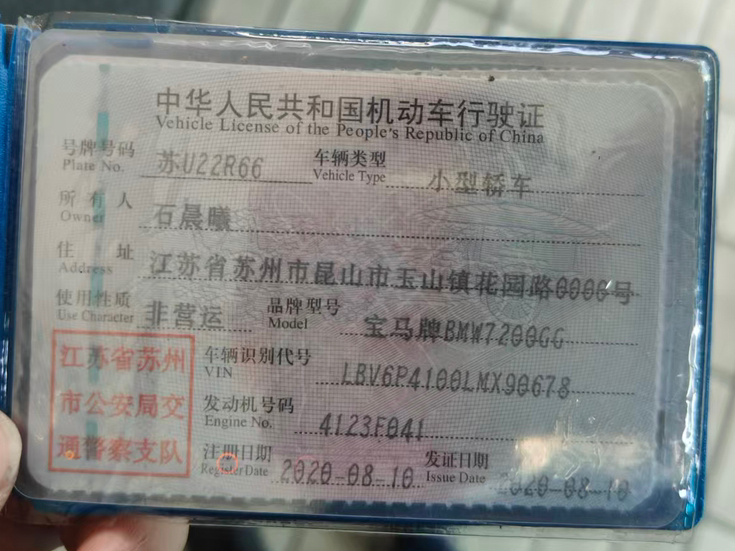 中华人民共和国机动车行驶证
Vehicle License of the People's Republic of China
号牌号码 苏U22R66 车辆类型 小型轿车
Plate No. Vehicle Type
所有人 石晨曦
Owner
住址 江苏省苏州市昆山市玉山镇花园路0000号
Address
使用性质 非营运 品牌型号 宝马牌BMW7200GG
Use Character Model
江苏省苏州
市公安局交
通警察支队
车辆识别代号 LBV6P4100LMX90678
VIN
发动机号码 4123F041
Engine No.
注册日期 2020-08-10 发证日期 2020-08-10
Register Date Issue Date